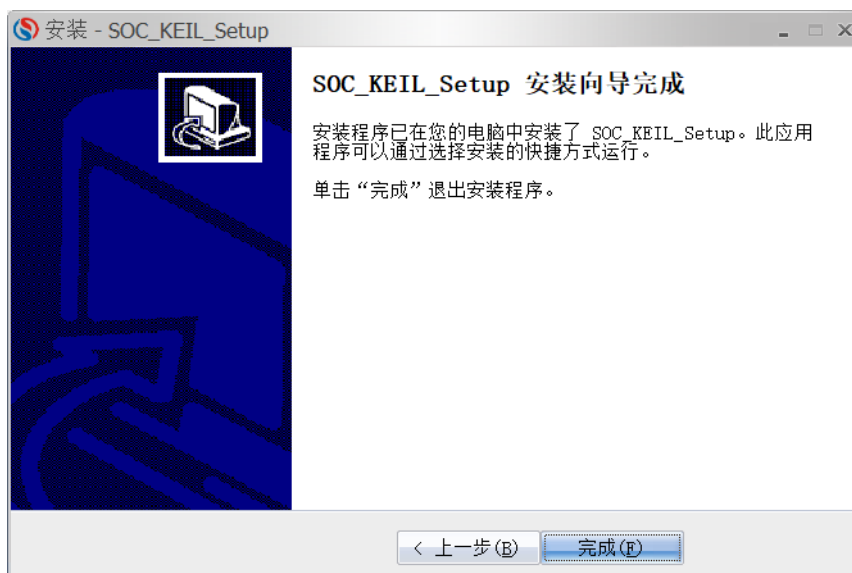 安装 - SOC_KEIL_Setup
SOC_KEIL_Setup 安装向导完成
安装程序已在您的电脑中安装了 SOC_KEIL_Setup。此应用
程序可以通过选择安装的快捷方式运行。
单击“完成”退出安装程序。
< 上一步(B)
完成(F)